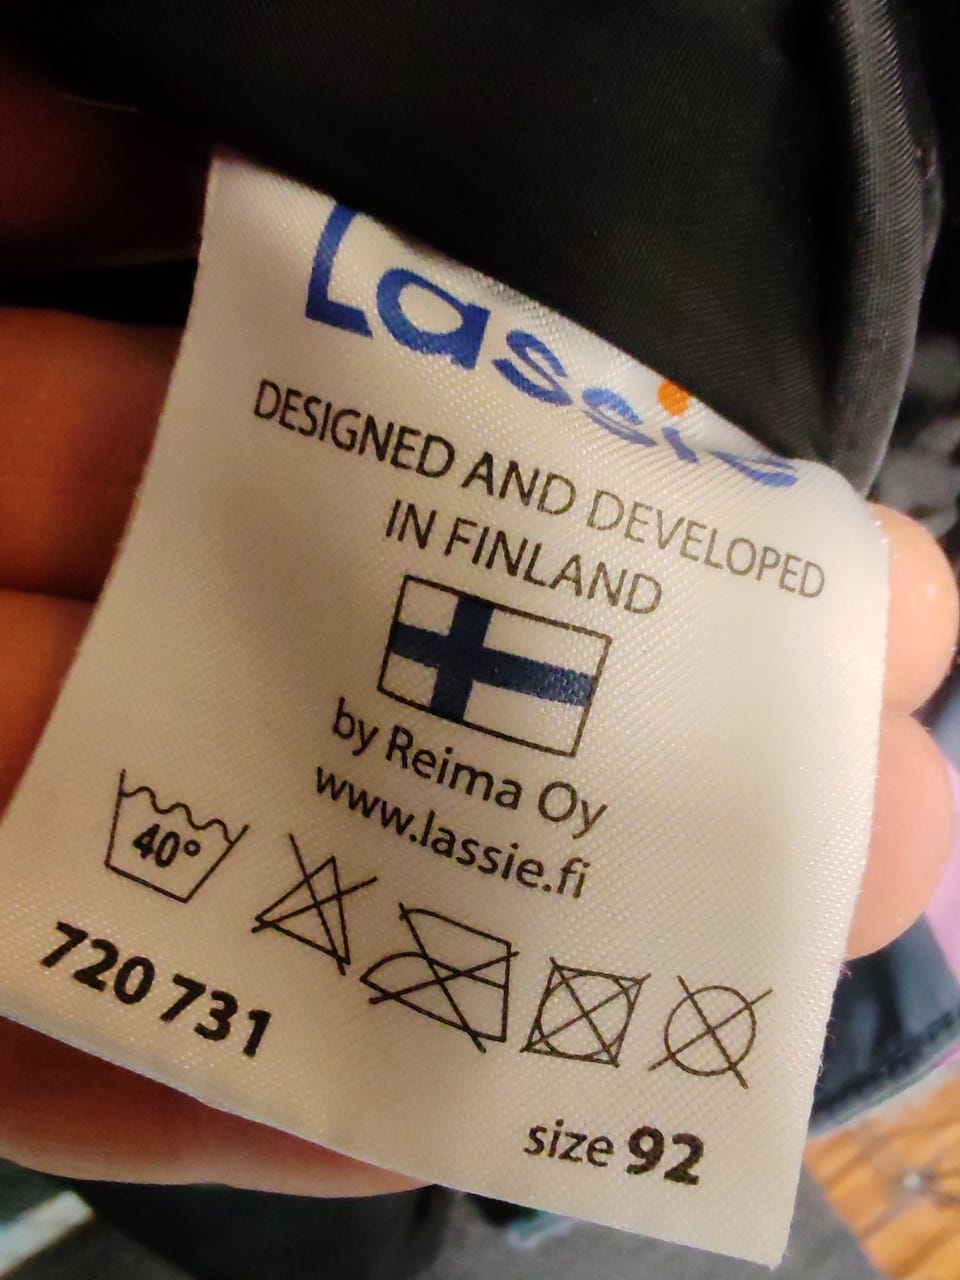 Lassie
DESIGNED AND DEVELOPED
IN FINLAND
by Reima Oy
www.lassie.fi
40°
720 731
size 92